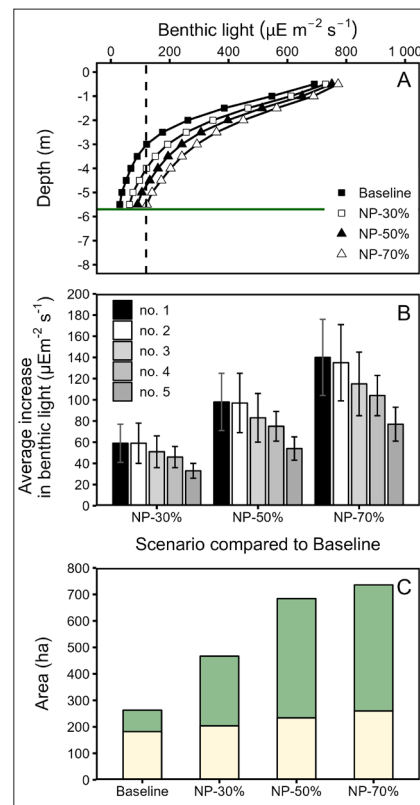 Benthic light (µE m⁻² s⁻¹)
0 200 400 600 800 1 000
A
Depth (m)
0
-1
-2
-3
-4
-5
-6
-7
-8
Baseline
NP-30%
NP-50%
NP-70%
B
Average increase
in benthic light (µEm⁻² s⁻¹)
200
180
160
140
120
100
80
60
40
20
0
no. 1
no. 2
no. 3
no. 4
no. 5
NP-30% NP-50% NP-70%
Scenario compared to Baseline
C
Area (ha)
800
700
600
500
400
300
200
100
0
Baseline NP-30% NP-50% NP-70%